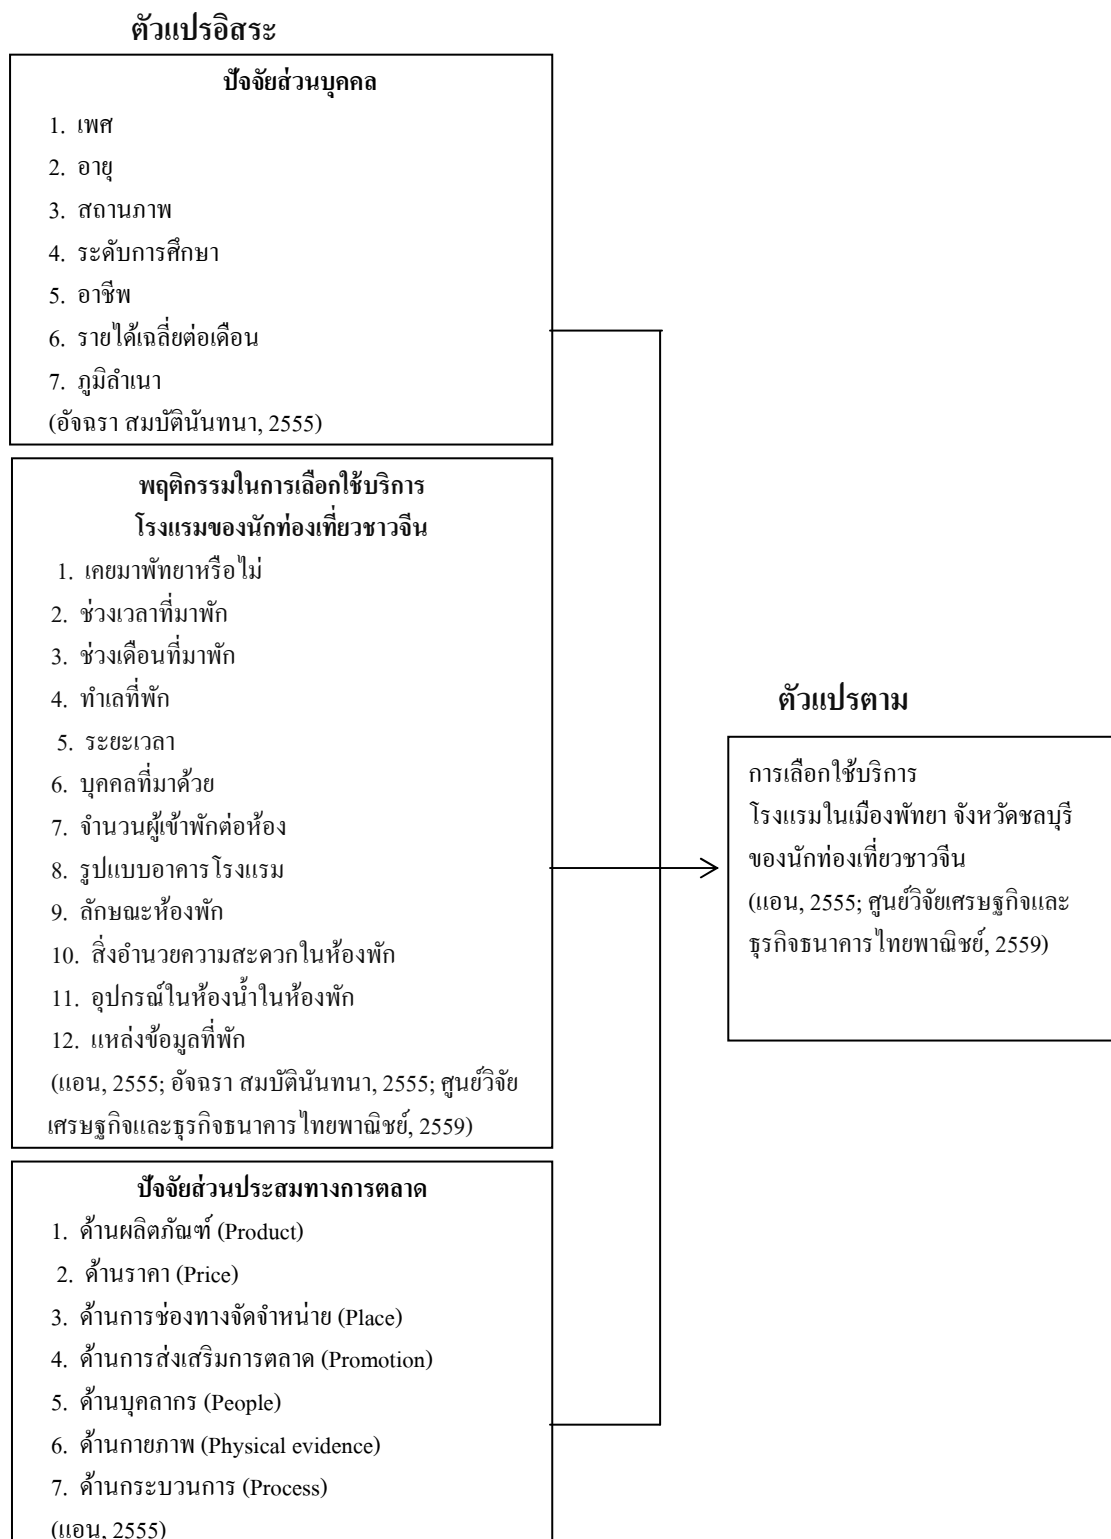 ตัวแปรอิสระ
ปัจจัยส่วนบุคคล
1. เพศ
2. อายุ
3. สถานภาพ
4. ระดับการศึกษา
5. อาชีพ
6. รายได้เฉลี่ยต่อเดือน
7. ภูมิลำเนา
(อัจฉรา สมบัตินันทนา, 2555)
พฤติกรรมในการเลือกใช้บริการ
โรงแรมของนักท่องเที่ยวชาวจีน
1. เคยมาพัทยาหรือไม่
2. ช่วงเวลาที่มาพัก
3. ช่วงเดือนที่มาพัก
4. ทำเลที่พัก
5. ระยะเวลา
6. บุคคลที่มาด้วย
7. จำนวนผู้เข้าพักต่อห้อง
8. รูปแบบอาคารโรงแรม
9. ลักษณะห้องพัก
10. สิ่งอำนวยความสะดวกในห้องพัก
11. อุปกรณ์ในห้องน้ำในห้องพัก
12. แหล่งข้อมูลที่พัก
(แอน, 2555; อัจฉรา สมบัตินันทนา, 2555; ศูนย์วิจัย
เศรษฐกิจและธุรกิจธนาคารไทยพาณิชย์, 2559)
ปัจจัยส่วนประสมทางการตลาด
1. ด้านผลิตภัณฑ์ (Product)
2. ด้านราคา (Price)
3. ด้านการช่องทางจัดจำหน่าย (Place)
4. ด้านการส่งเสริมการตลาด (Promotion)
5. ด้านบุคลากร (People)
6. ด้านกายภาพ (Physical evidence)
7. ด้านกระบวนการ (Process)
(แอน, 2555)
ตัวแปรตาม
การเลือกใช้บริการ
โรงแรมในเมืองพัทยา จังหวัดชลบุรี
ของนักท่องเที่ยวชาวจีน
(แอน, 2555; ศูนย์วิจัยเศรษฐกิจและ
ธุรกิจธนาคารไทยพาณิชย์, 2559)